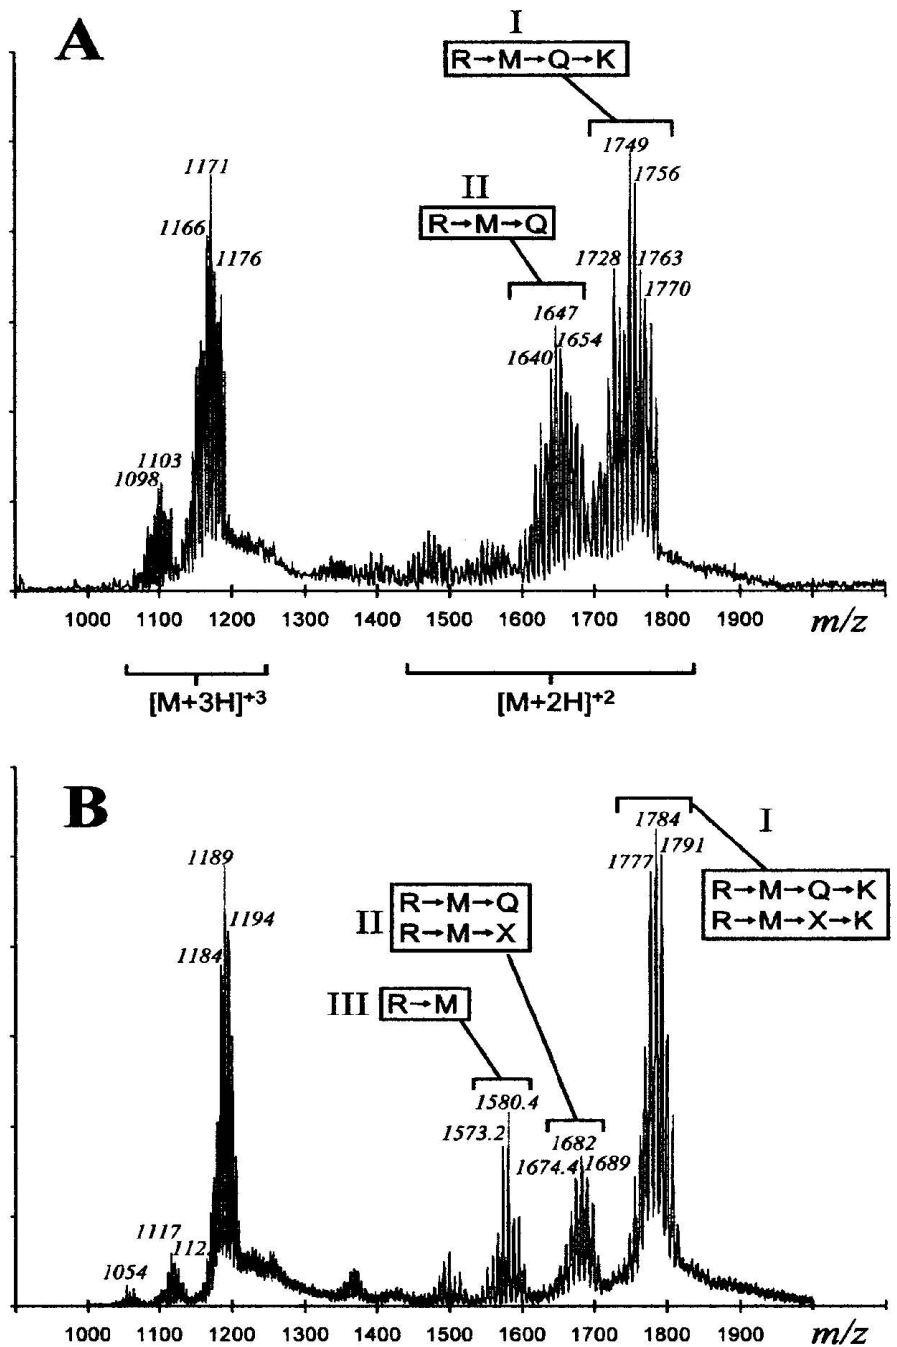 A
I
R→M→Q→K
1749
1756
1171
II
1166
R→M→Q
1176
1728
1763
1770
1647
1654
1640
1103
1098
1000 1100 1200 1300 1400 1500 1600 1700 1800 1900 m/z
[M+3H]+3 [M+2H]+2
B
I
1784
1791
1777
1189
R→M→Q→K
R→M→X→K
II
R→M→Q
R→M→X
1194
1184
III R→M
1580.4
1573.2
1682
1674.4
1689
1117
112
1054
1000 1100 1200 1300 1400 1500 1600 1700 1800 1900 m/z